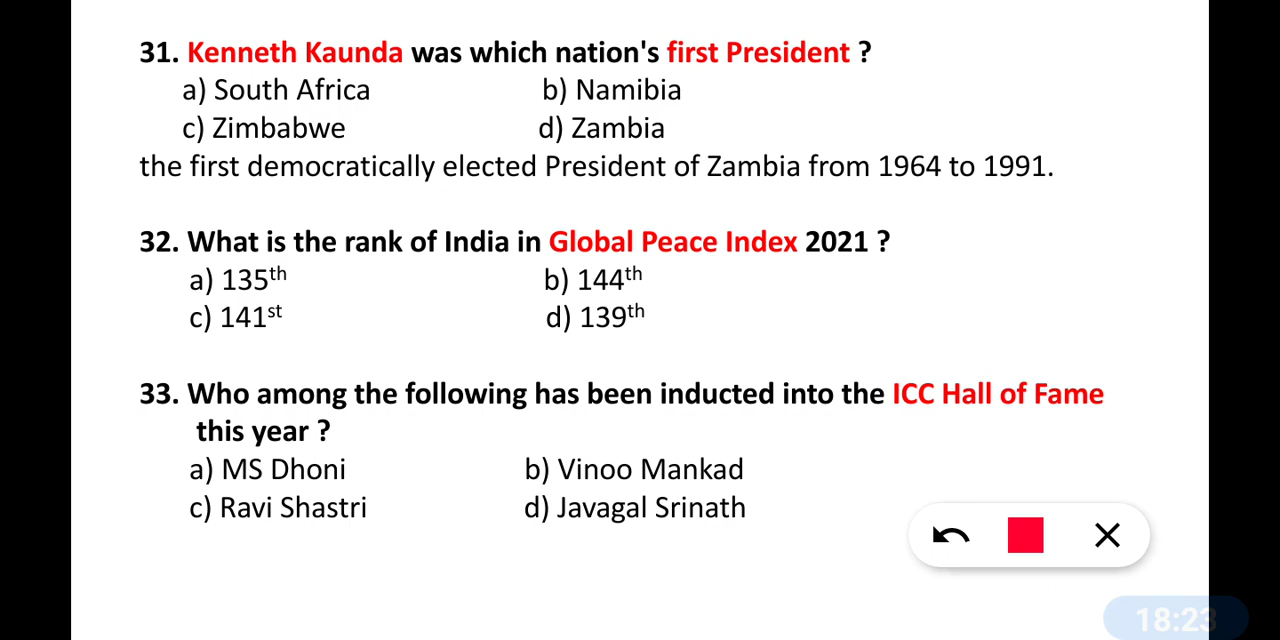 31. Kenneth Kaunda was which nation's first President ?
a) South Africa b) Namibia
c) Zimbabwe d) Zambia
the first democratically elected President of Zambia from 1964 to 1991.
32. What is the rank of India in Global Peace Index 2021 ?
a) 135th b) 144th
c) 141st d) 139th
33. Who among the following has been inducted into the ICC Hall of Fame
this year ?
a) MS Dhoni b) Vinoo Mankad
c) Ravi Shastri d) Javagal Srinath
18:23